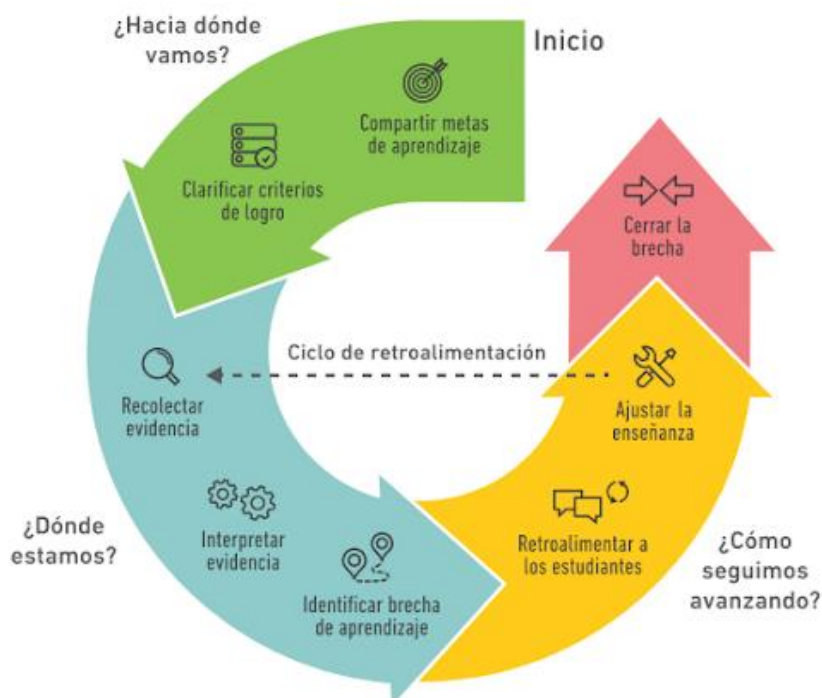 ¿Hacia dónde
vamos?
Inicio
Compartir metas
de aprendizaje
Clarificar criterios
de logro
Cerrar la
brecha
Ciclo de retroalimentación
Recolectar
evidencia
Ajustar la
enseñanza
¿Dónde
estamos?
Interpretar
evidencia
Identificar brecha
de aprendizaje
Retroalimentar a
los estudiantes
¿Cómo
seguimos
avanzando?